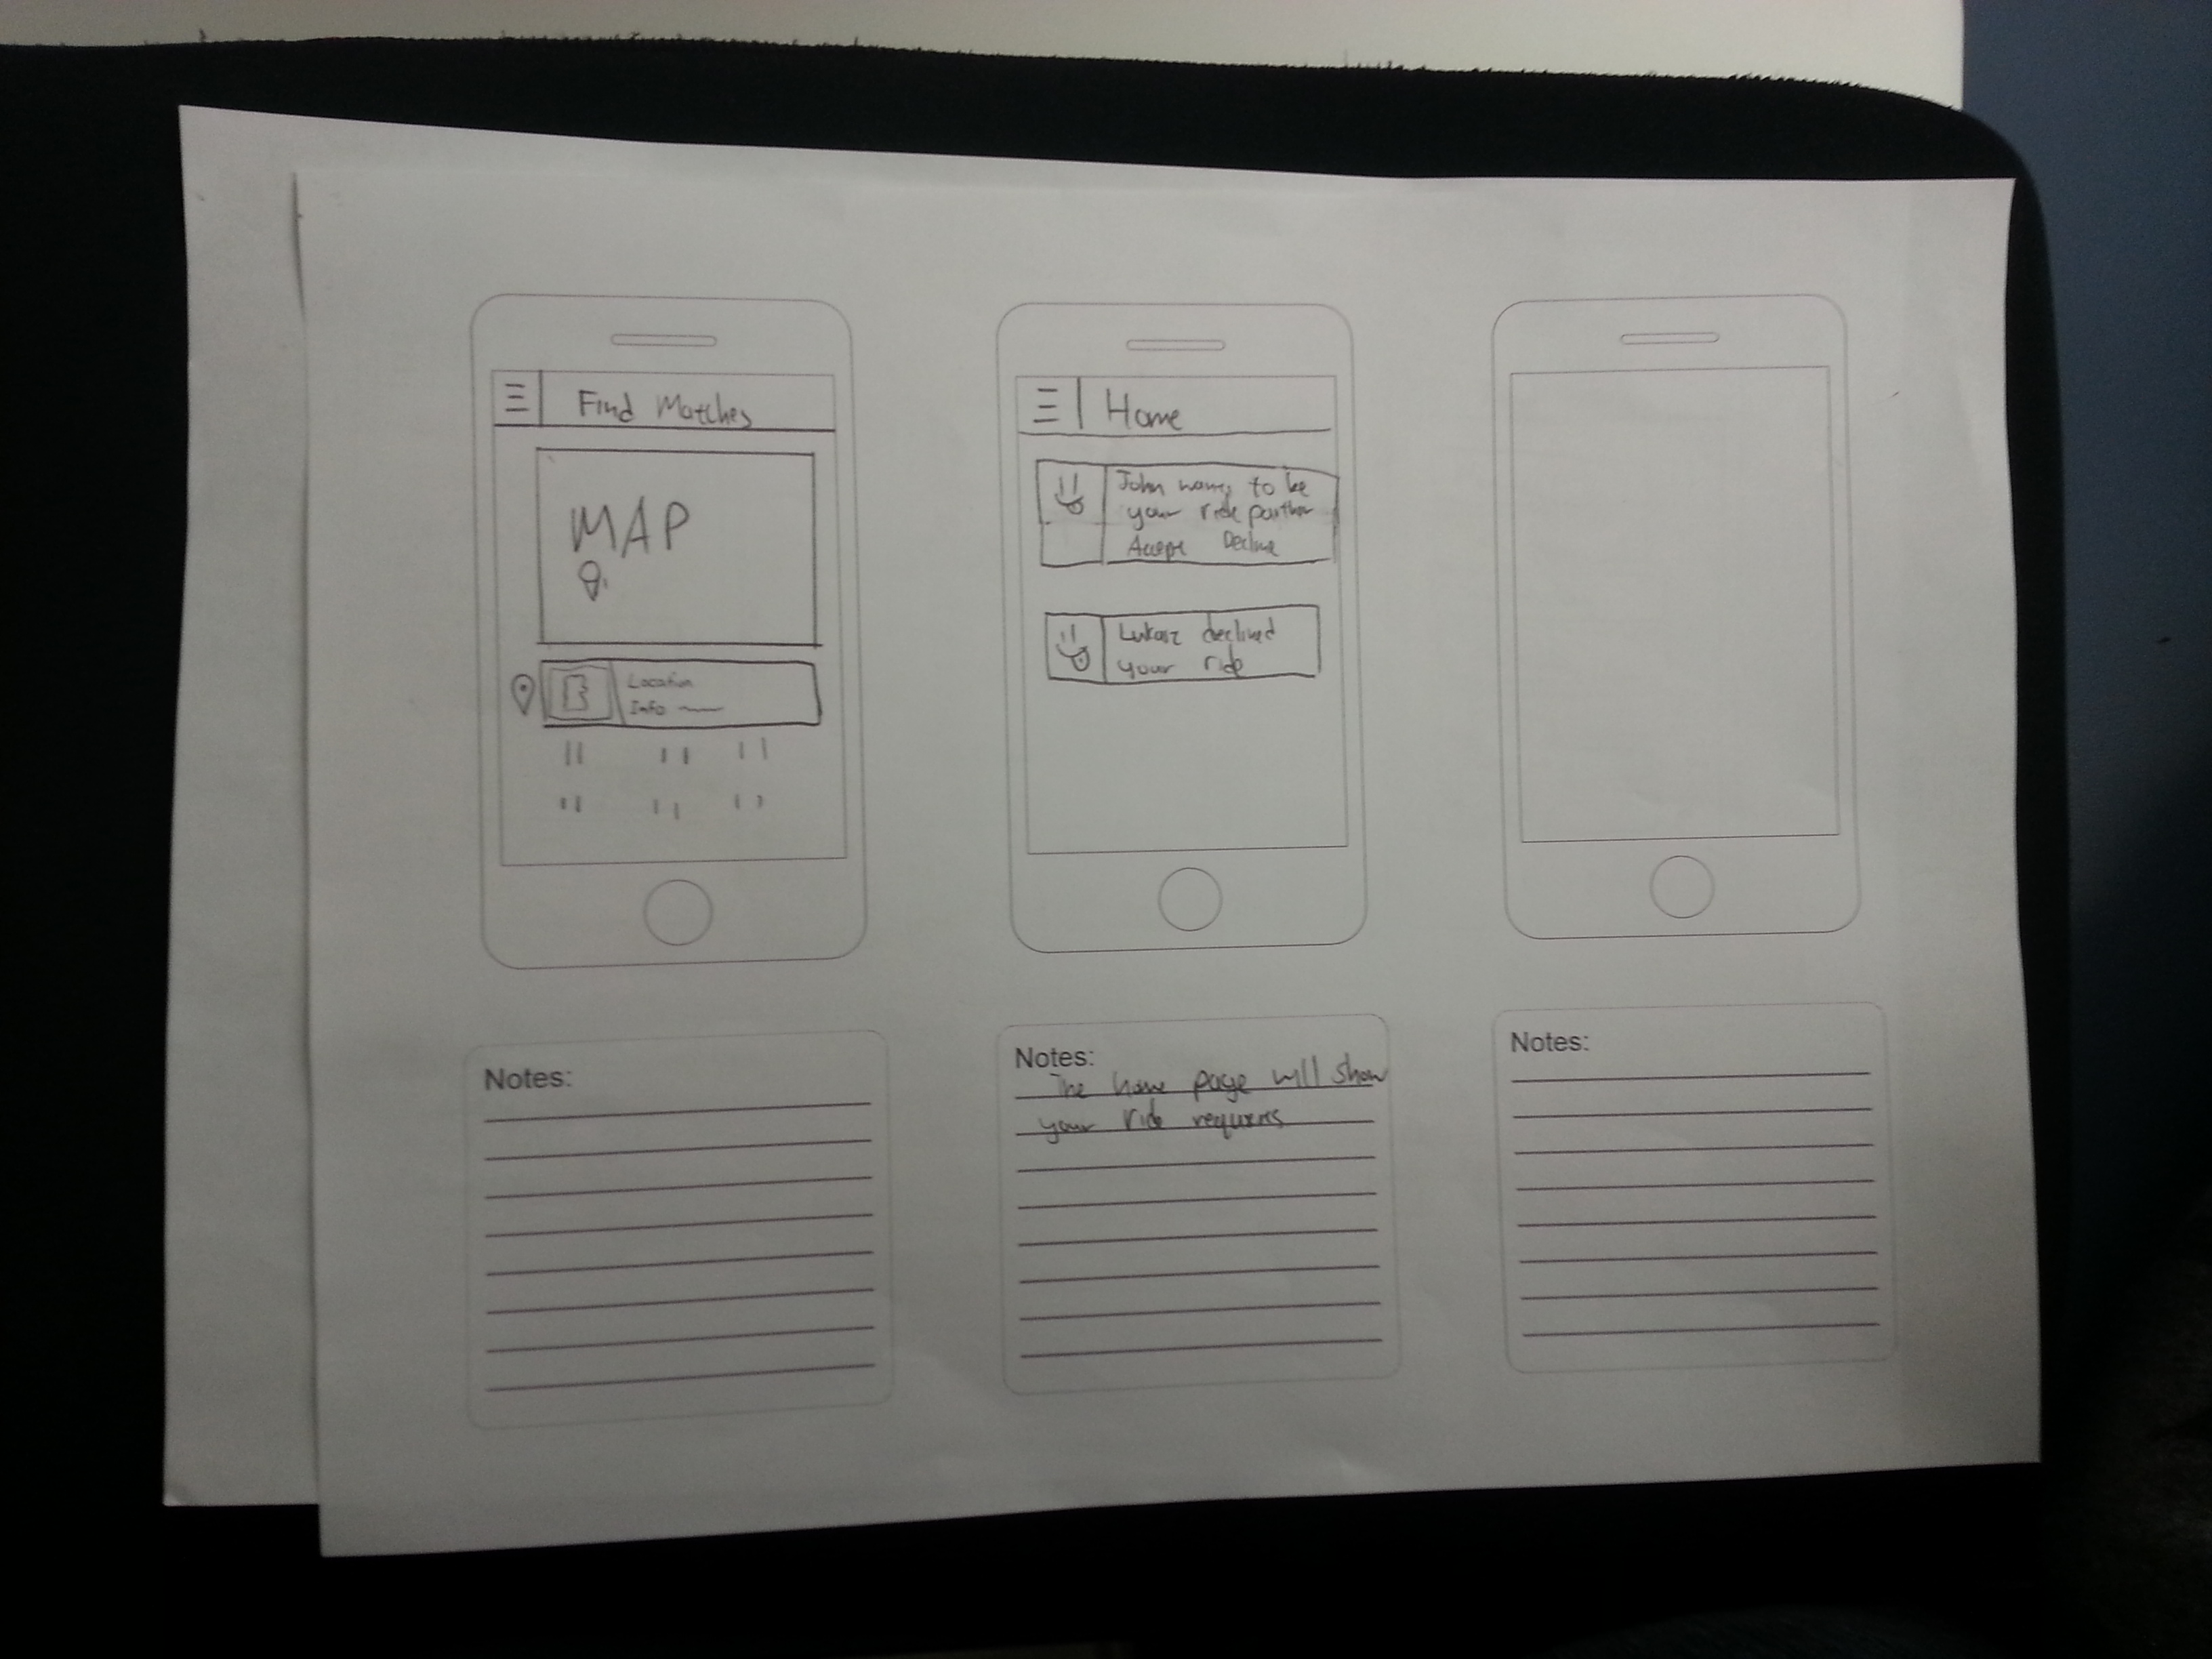 Find Matches
MAP
Location
Info
Notes:
Home
John wants to be
your ride partner
Accept Decline
Lukasz declined
your ride
Notes:
The home page will show
your ride requests
Notes: